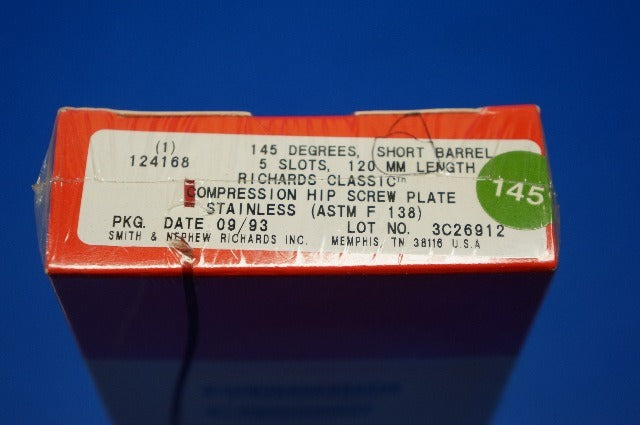 (1) 145 DEGREES, SHORT BARREL
124168 5 SLOTS, 120 MM LENGTH
RICHARDS CLASSIC™
COMPRESSION HIP SCREW PLATE
STAINLESS (ASTM F 138)
PKG. DATE 09/93 LOT NO. 3C26912
SMITH & NEPHEW RICHARDS INC. MEMPHIS, TN 38116 U.S.A
145